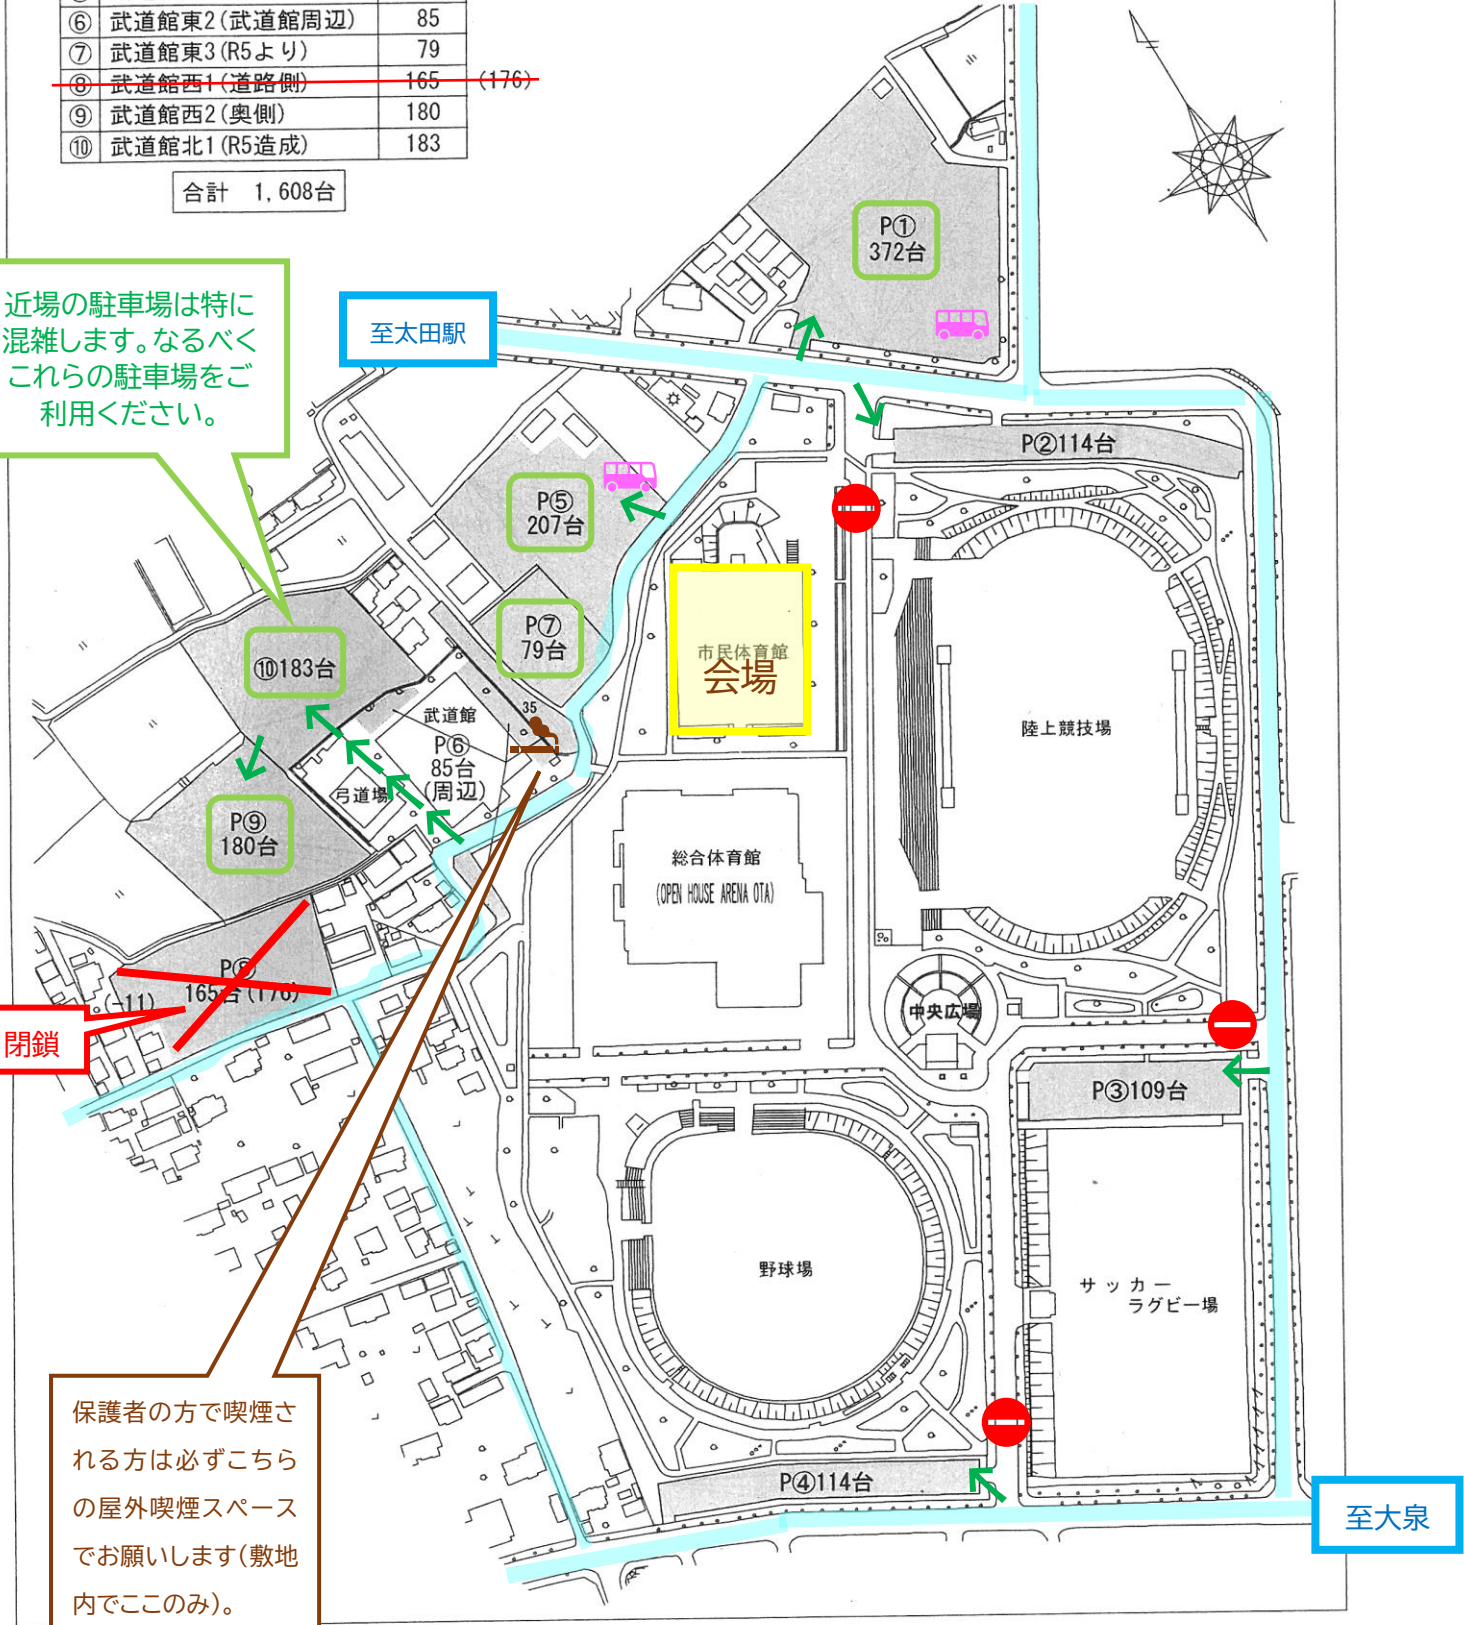 ⑥ 武道館東2(武道館周辺) 85
⑦ 武道館東3(R5より) 79
⑧ 武道館西1(道路側) 165 (176)
⑨ 武道館西2(奥側) 180
⑩ 武道館北1(R5造成) 183
合計 1,608台
P①
372台
近場の駐車場は特に
混雑します。なるべく
これらの駐車場をご
利用ください。
至太田駅
P②114台
P⑤
207台
P⑦
79台
市民体育館
会場
⑩183台
35
武道館
P⑥
85台
(周辺)
弓道場
陸上競技場
P⑨
180台
総合体育館
(OPEN HOUSE ARENA OTA)
P⑧
165台(176)
(-11)
閉鎖
中央広場
P③109台
野球場
サッカー
ラグビー場
保護者の方で喫煙さ
れる方は必ずこちら
の屋外喫煙スペース
でお願いします(敷地
内でここのみ)。
P④114台
至大泉